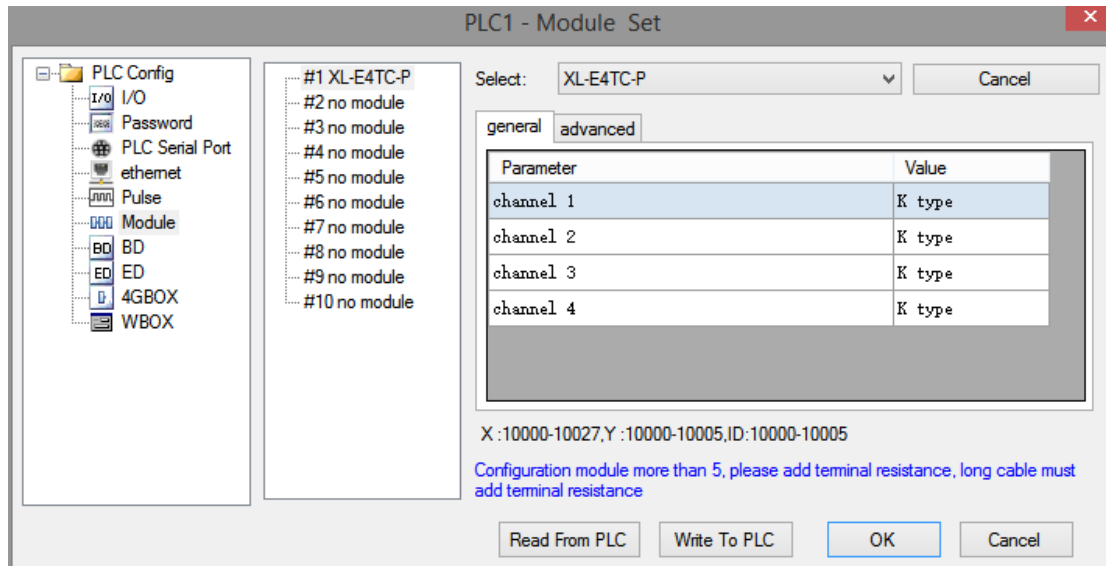 PLC1 - Module Set
PLC Config
I/O I/O
Password
PLC Serial Port
ethernet
Pulse
Module
BD BD
ED ED
4GBOX
WBOX
#1 XL-E4TC-P
#2 no module
#3 no module
#4 no module
#5 no module
#6 no module
#7 no module
#8 no module
#9 no module
#10 no module
Select: XL-E4TC-P Cancel
general advanced
Parameter Value
channel 1 K type
channel 2 K type
channel 3 K type
channel 4 K type
X :10000-10027,Y :10000-10005,ID:10000-10005
Configuration module more than 5, please add terminal resistance, long cable must
add terminal resistance
Read From PLC Write To PLC OK Cancel